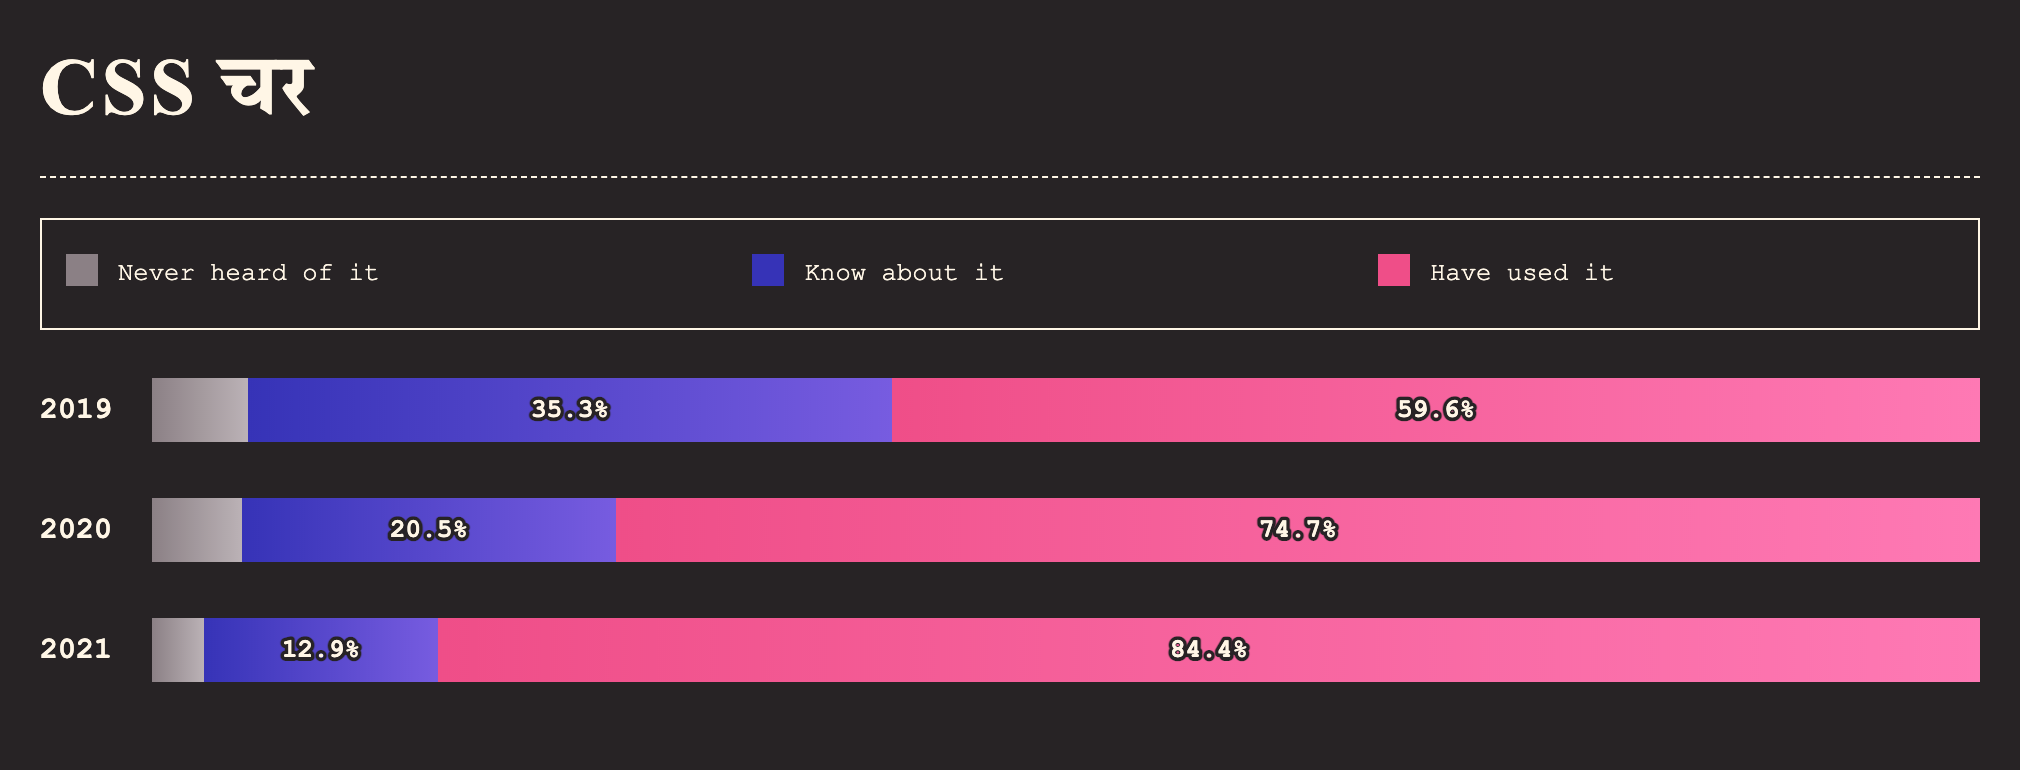 CSS चर
Never heard of it Know about it Have used it
2019 35.3% 59.6%
2020 20.5% 74.7%
2021 12.9% 84.4%